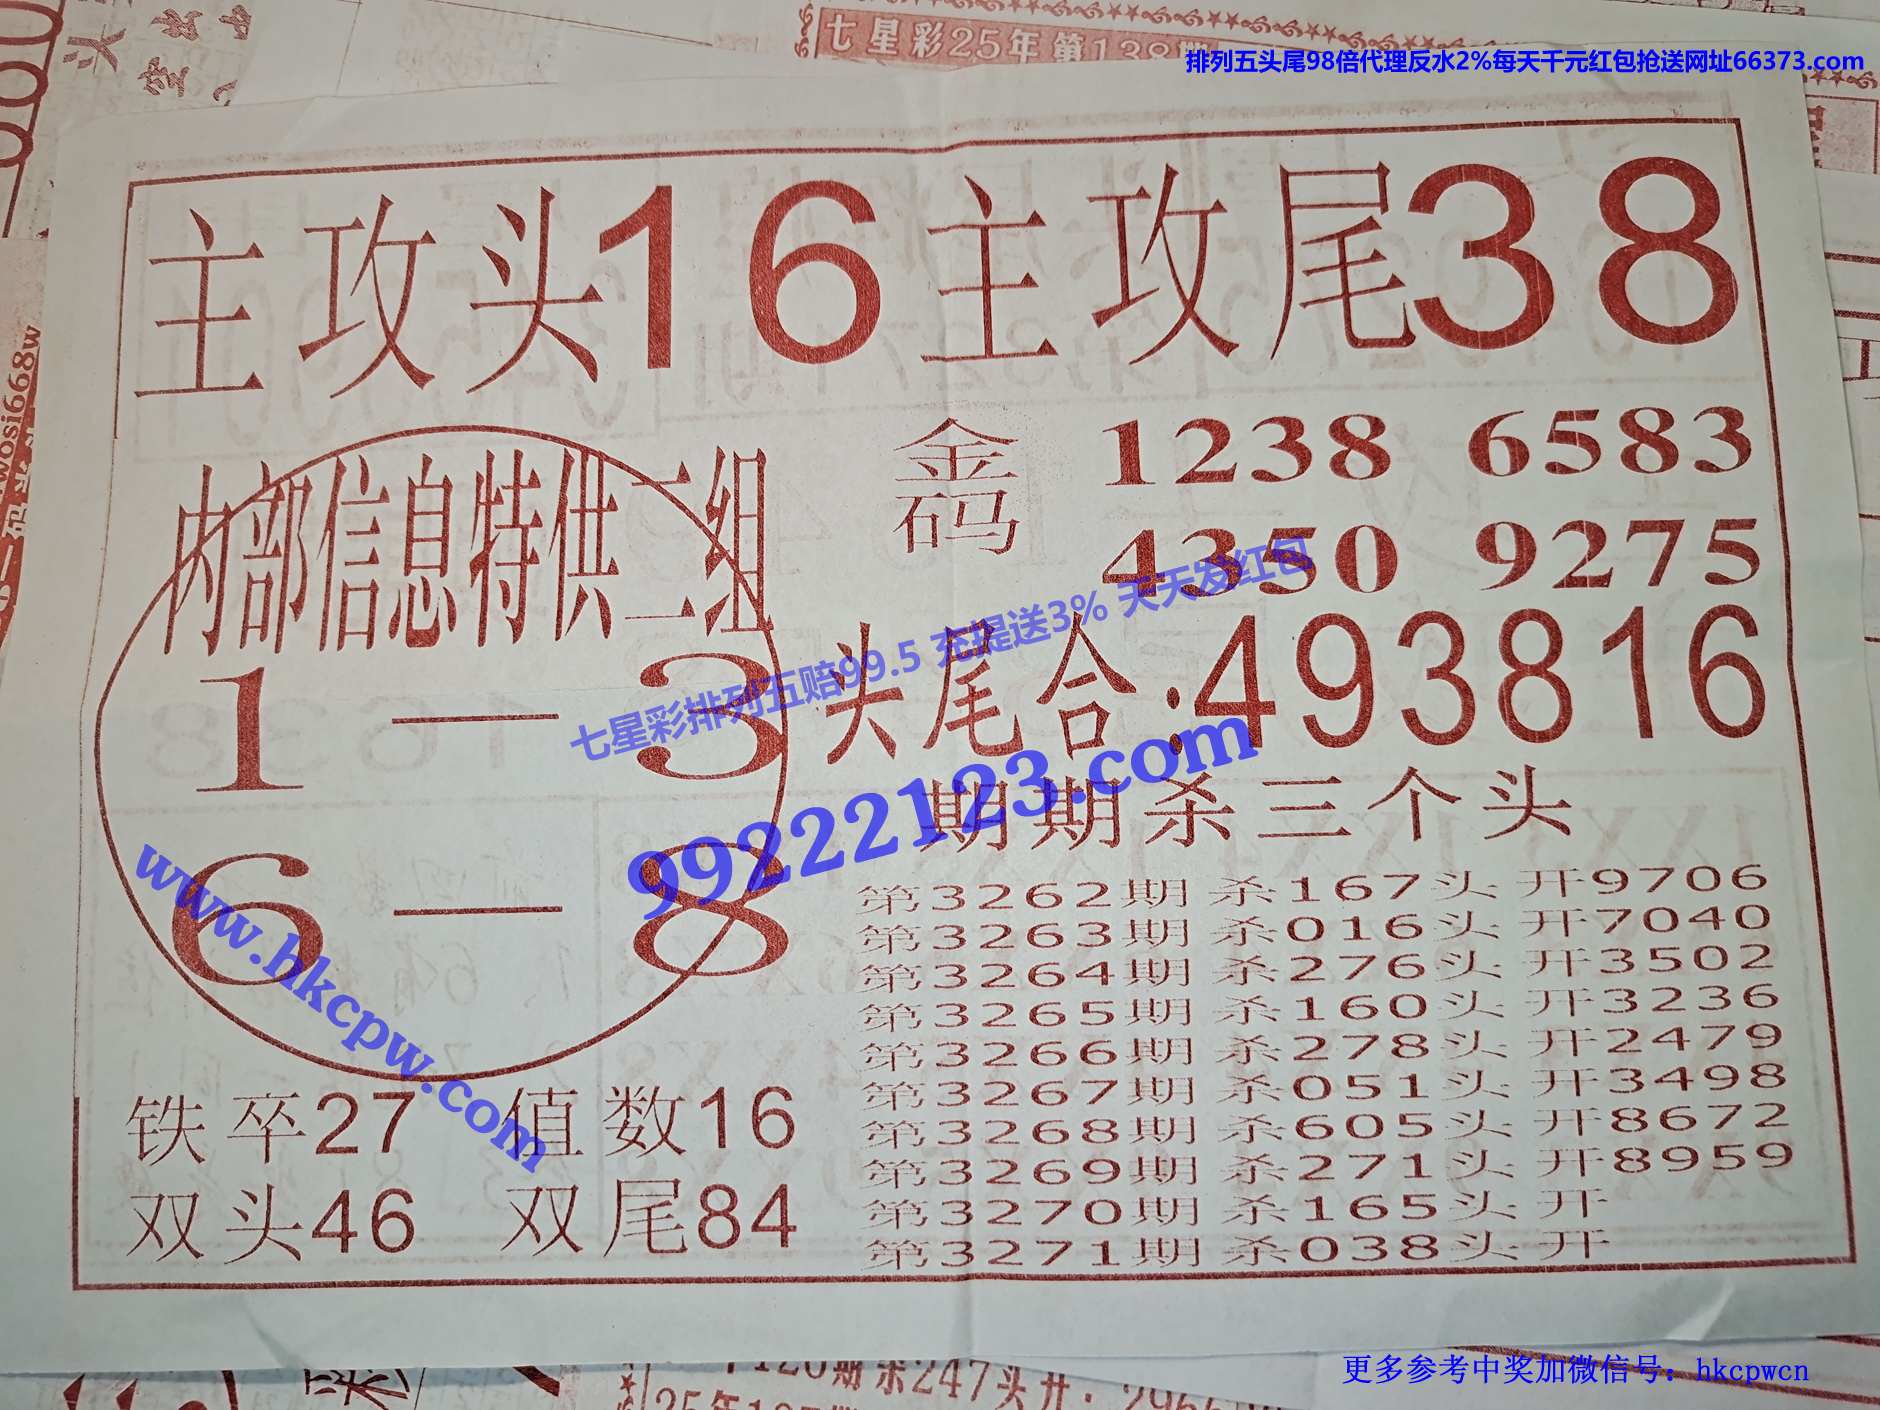 七星彩25年第138期
排列五头尾98倍代理反水2%每天千元红包抢送网址66373.com
主攻头16主攻尾38
内部信息特供二组
1—3
6—8
金码 1238 6583
4350 9275
七星彩排列五赔99.5 充提送3% 天天发红包
头尾合:493816
99222123.com
www.hkcpw.com
期期杀三个头
第3262期 杀167头 开9706
第3263期 杀016头 开7040
第3264期 杀276头 开3502
第3265期 杀160头 开3236
第3266期 杀278头 开2479
第3267期 杀051头 开3498
第3268期 杀605头 开8672
第3269期 杀271头 开8959
第3270期 杀165头 开
第3271期 杀038头 开
铁卒27 值数16
双头46 双尾84
期杀247头开
更多参考中奖加微信号：hkcpwcn